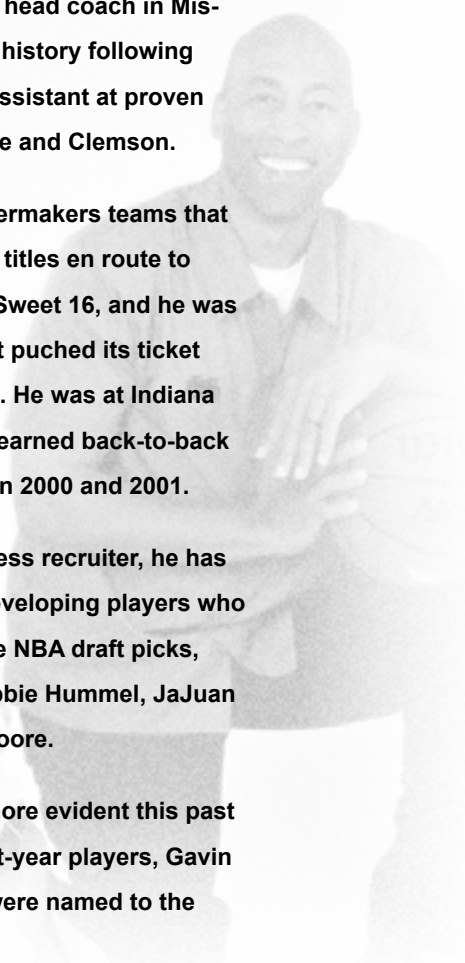 head coach in Mis-
history following
ssistant at proven
e and Clemson.
ermakers teams that
titles en route to
Sweet 16, and he was
t puched its ticket
. He was at Indiana
earned back-to-back
n 2000 and 2001.
ess recruiter, he has
eveloping players who
e NBA draft picks,
bbie Hummel, JaJuan
oore.
ore evident this past
t-year players, Gavin
were named to the